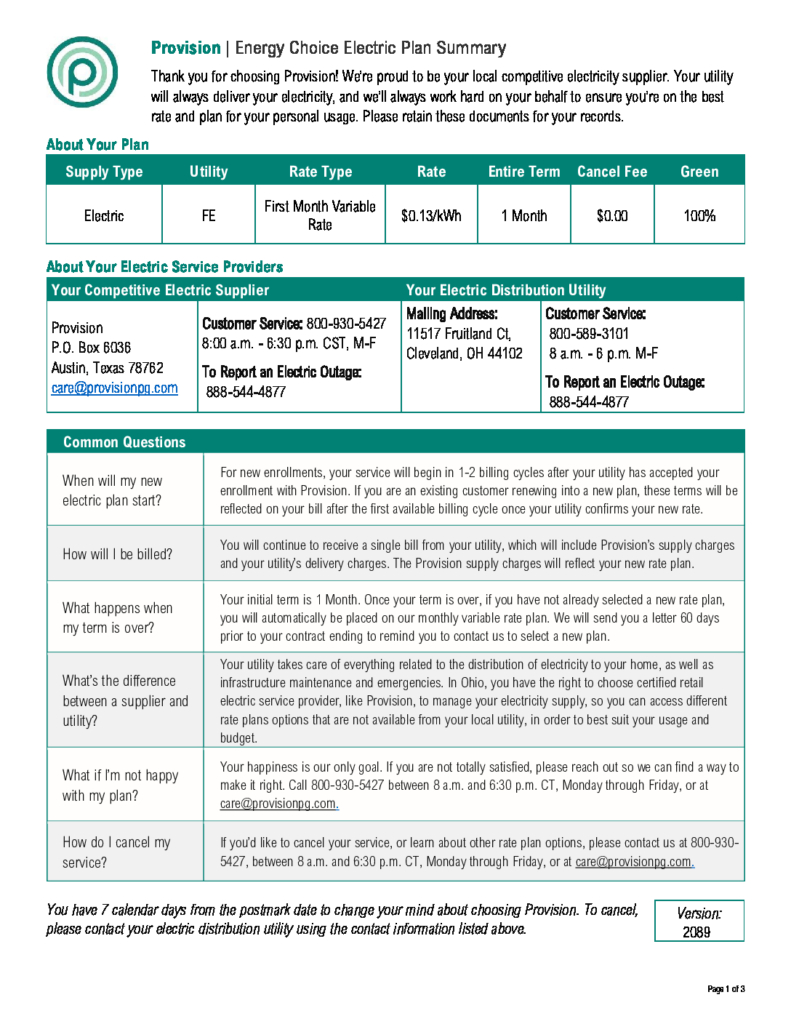 Provision | Energy Choice Electric Plan Summary
Thank you for choosing Provision! We're proud to be your local competitive electricity supplier. Your utility
will always deliver your electricity, and we'll always work hard on your behalf to ensure you're on the best
rate and plan for your personal usage. Please retain these documents for your records.
About Your Plan
Supply Type Utility Rate Type Rate Entire Term Cancel Fee Green
Electric FE First Month Variable Rate $0.13/kWh 1 Month $0.00 100%
About Your Electric Service Providers
Your Competitive Electric Supplier
Provision
P.O. Box 6036
Austin, Texas 78762
care@provisionpg.com
Customer Service: 800-930-5427
8:00 a.m. - 6:30 p.m. CST, M-F
To Report an Electric Outage:
888-544-4877
Your Electric Distribution Utility
Mailing Address:
11517 Fruitland Ct,
Cleveland, OH 44102
Customer Service:
800-589-3101
8 a.m. - 6 p.m. M-F
To Report an Electric Outage:
888-544-4877
Common Questions
When will my new
electric plan start?
For new enrollments, your service will begin in 1-2 billing cycles after your utility has accepted your
enrollment with Provision. If you are an existing customer renewing into a new plan, these terms will be
reflected on your bill after the first available billing cycle once your utility confirms your new rate.
How will I be billed?
You will continue to receive a single bill from your utility, which will include Provision's supply charges
and your utility's delivery charges. The Provision supply charges will reflect your new rate plan.
What happens when
my term is over?
Your initial term is 1 Month. Once your term is over, if you have not already selected a new rate plan,
you will automatically be placed on our monthly variable rate plan. We will send you a letter 60 days
prior to your contract ending to remind you to contact us to select a new plan.
What's the difference
between a supplier and
utility?
Your utility takes care of everything related to the distribution of electricity to your home, as well as
infrastructure maintenance and emergencies. In Ohio, you have the right to choose certified retail
electric service provider, like Provision, to manage your electricity supply, so you can access different
rate plans options that are not available from your local utility, in order to best suit your usage and
budget.
What if I'm not happy
with my plan?
Your happiness is our only goal. If you are not totally satisfied, please reach out so we can find a way to
make it right. Call 800-930-5427 between 8 a.m. and 6:30 p.m. CT, Monday through Friday, or at
care@provisionpg.com.
How do I cancel my
service?
If you'd like to cancel your service, or learn about other rate plan options, please contact us at 800-930-
5427, between 8 a.m. and 6:30 p.m. CT, Monday through Friday, or at care@provisionpg.com.
You have 7 calendar days from the postmark date to change your mind about choosing Provision. To cancel,
please contact your electric distribution utility using the contact information listed above.
Version:
2089
Page 1 of 3